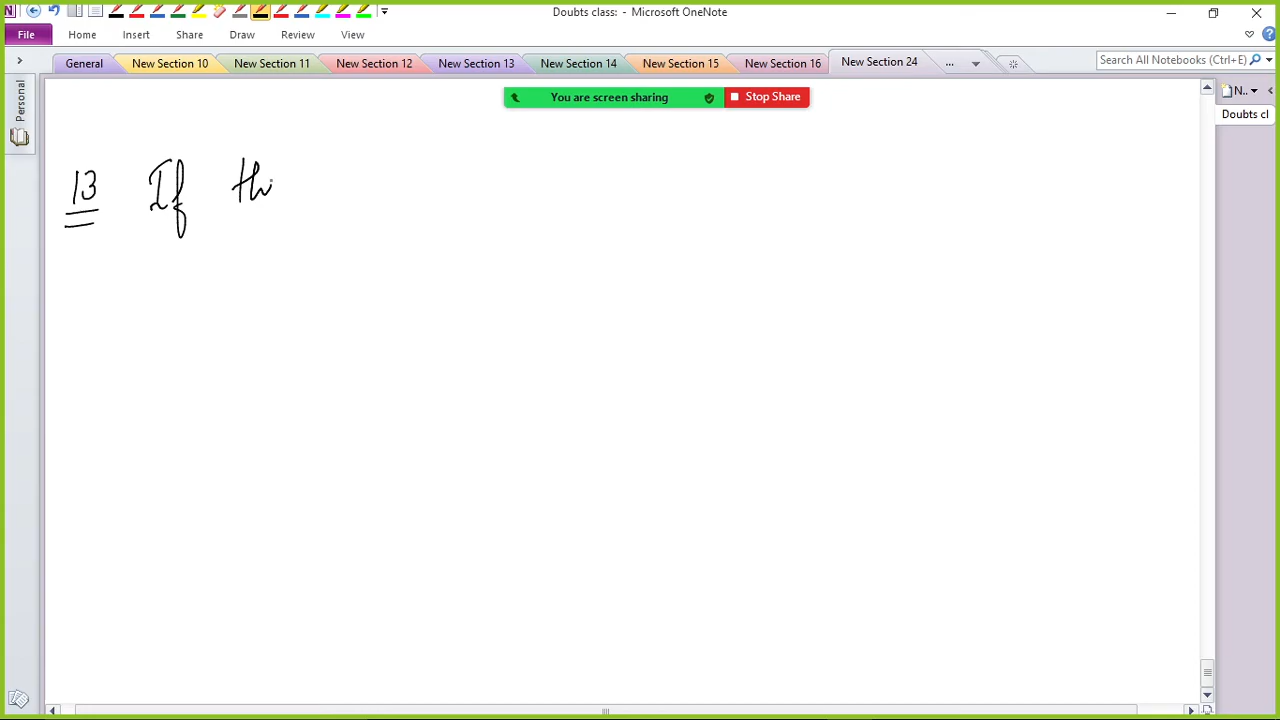 Doubts class: - Microsoft OneNote
File Home Insert Share Draw Review View
General New Section 10 New Section 11 New Section 12 New Section 13 New Section 14 New Section 15 New Section 16 New Section 24 ... Search All Notebooks (Ctrl+E)
You are screen sharing Stop Share
Personal
N..
Doubts cl
13 If th